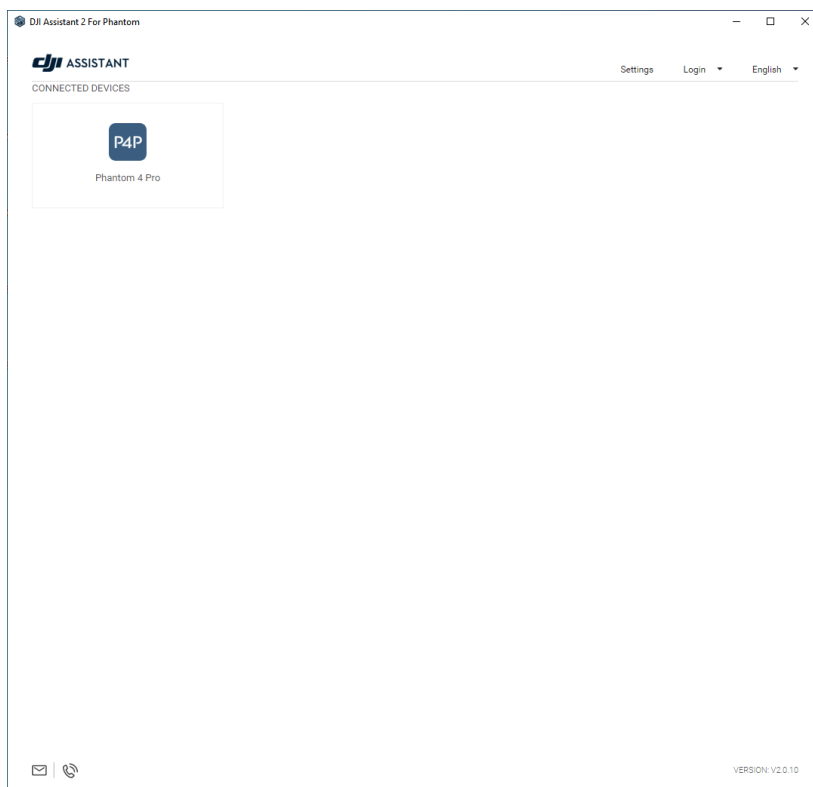 DJI Assistant 2 For Phantom
dji ASSISTANT
Settings Login English
CONNECTED DEVICES
P4P
Phantom 4 Pro
VERSION: V2.0.10